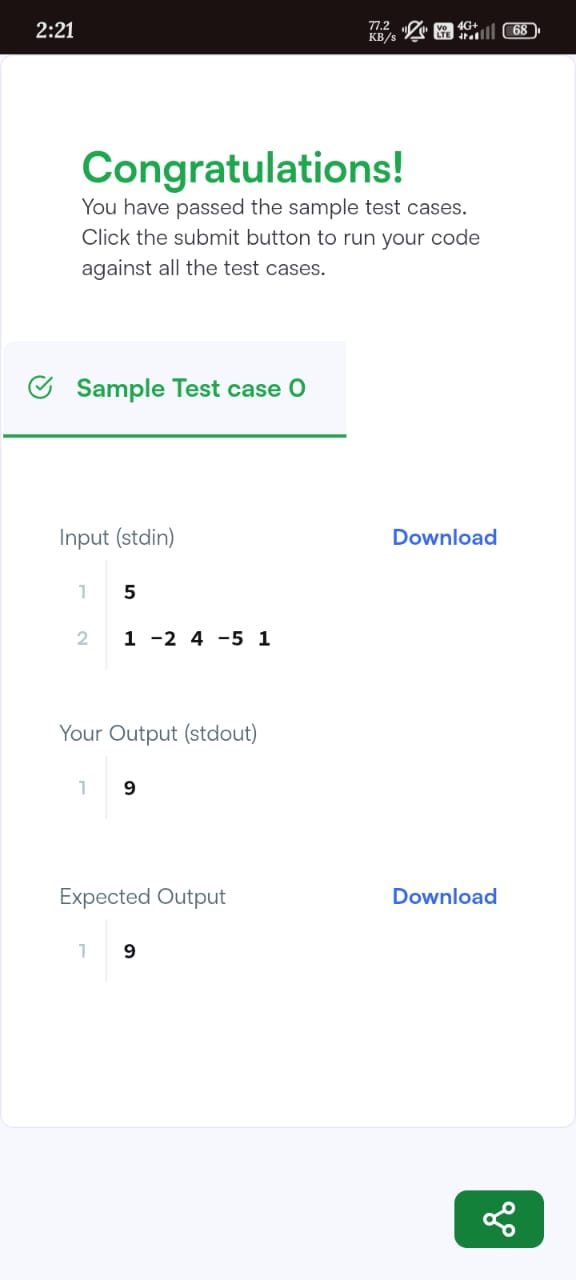 2:21
77.2
KB/s
VO
LTE
4G+
68
Congratulations!
You have passed the sample test cases.
Click the submit button to run your code
against all the test cases.
Sample Test case 0
Input (stdin)
Download
1 5
2 1 -2 4 -5 1
Your Output (stdout)
1 9
Expected Output
Download
1 9